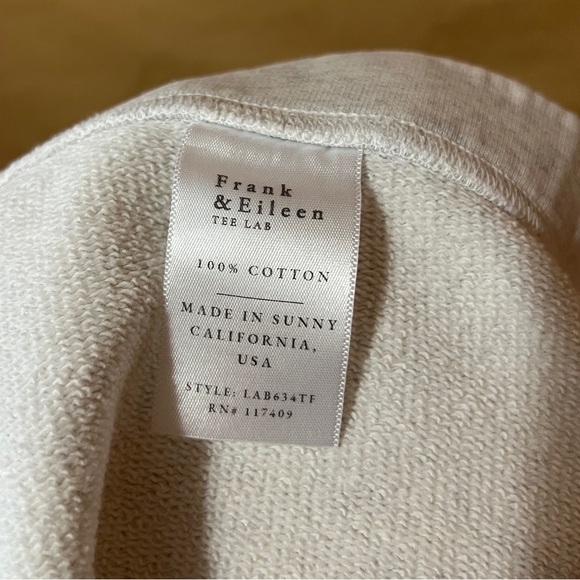 Frank
& Eileen
TEE LAB
100% COTTON
MADE IN SUNNY
CALIFORNIA,
USA
STYLE: LAB634TF
RN# 117409